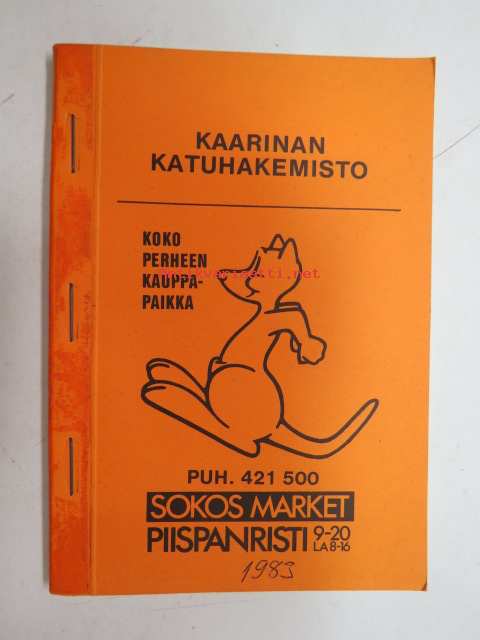 KAARINAN
KATUHAKEMISTO
KOKO
PERHEEN
KAUPPA-
PAIKKA
PUH. 421 500
SOKOS MARKET
PIISPANRISTI 9-20
LA 8-16
1983